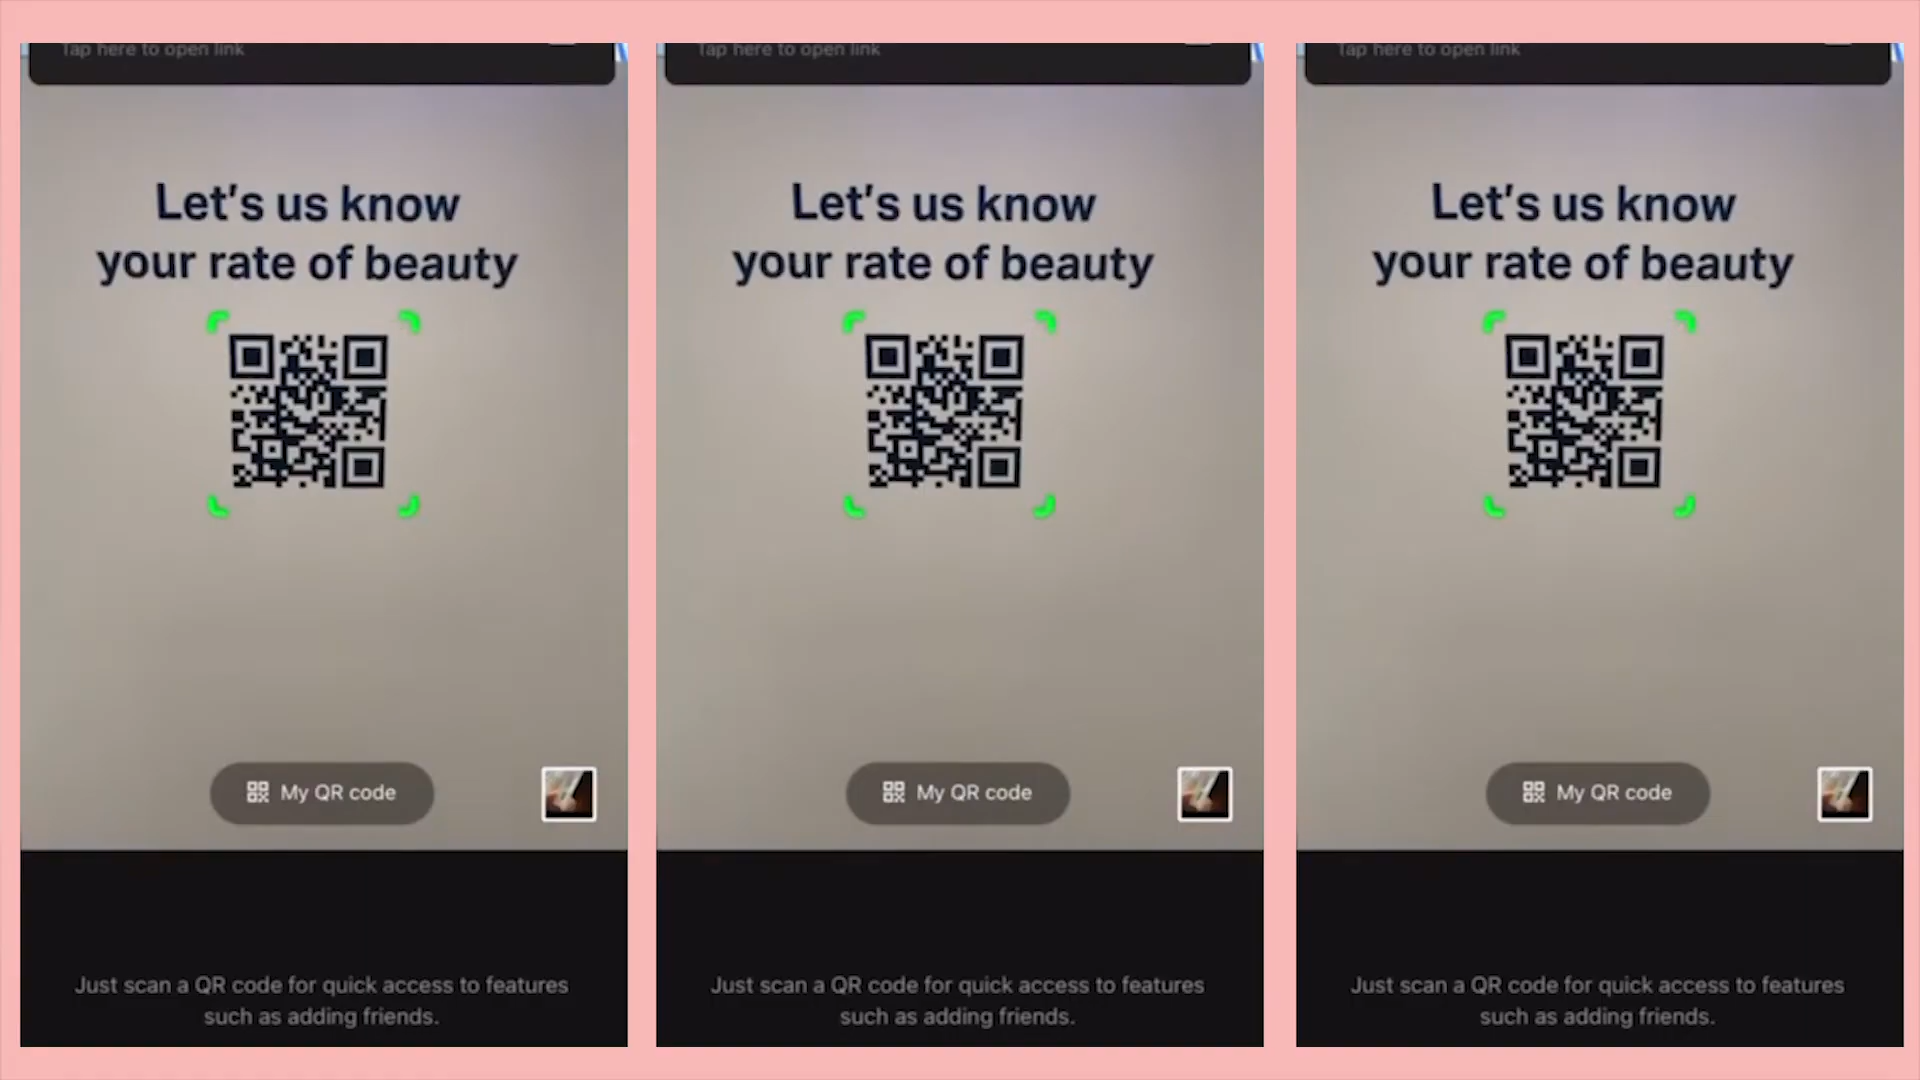 Tap here to open link
Let's us know
your rate of beauty
My QR code
Just scan a QR code for quick access to features
such as adding friends.
Tap here to open link
Let's us know
your rate of beauty
My QR code
Just scan a QR code for quick access to features
such as adding friends.
Tap here to open link
Let's us know
your rate of beauty
My QR code
Just scan a QR code for quick access to features
such as adding friends.